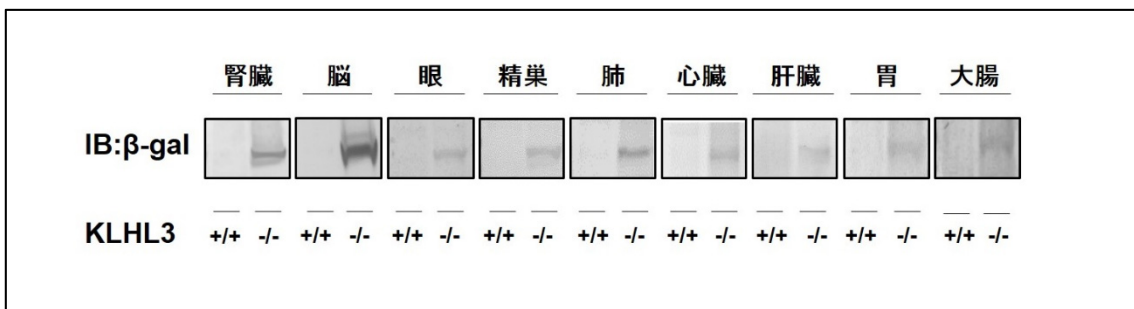 腎臓 脳 眼 精巣 肺 心臓 肝臓 胃 大腸
IB:β-gal
KLHL3 +/+ -/- +/+ -/- +/+ -/- +/+ -/- +/+ -/- +/+ -/- +/+ -/- +/+ -/- +/+ -/-